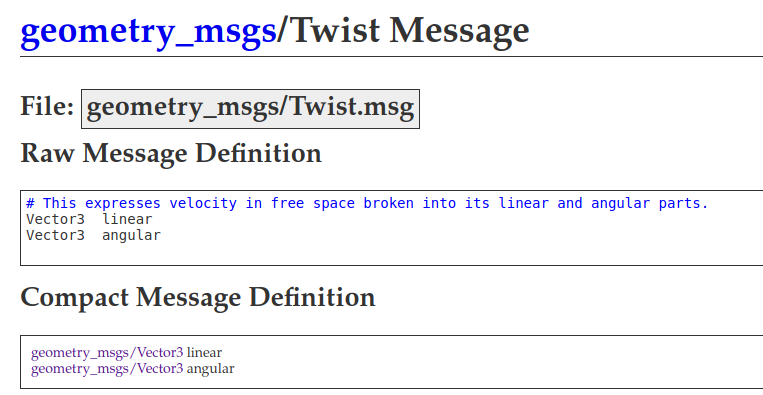 geometry_msgs/Twist Message
File: geometry_msgs/Twist.msg
Raw Message Definition
# This expresses velocity in free space broken into its linear and angular parts.
Vector3  linear
Vector3  angular
Compact Message Definition
geometry_msgs/Vector3 linear
geometry_msgs/Vector3 angular